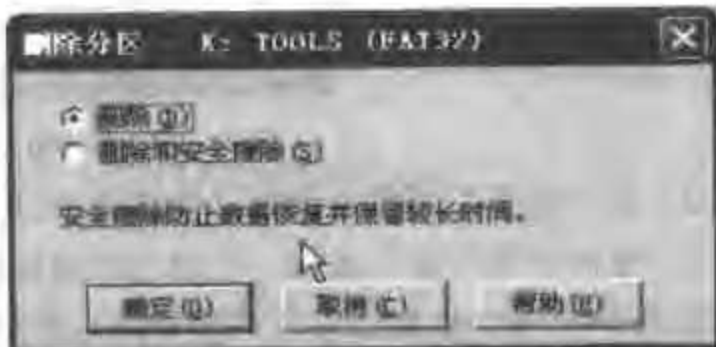 删除分区 K: TOOLS (FAT32)
删除(D)
删除和安全擦除(S)
安全擦除防止数据恢复并保留较长时间。
确定(O)
取消(C)
帮助(H)